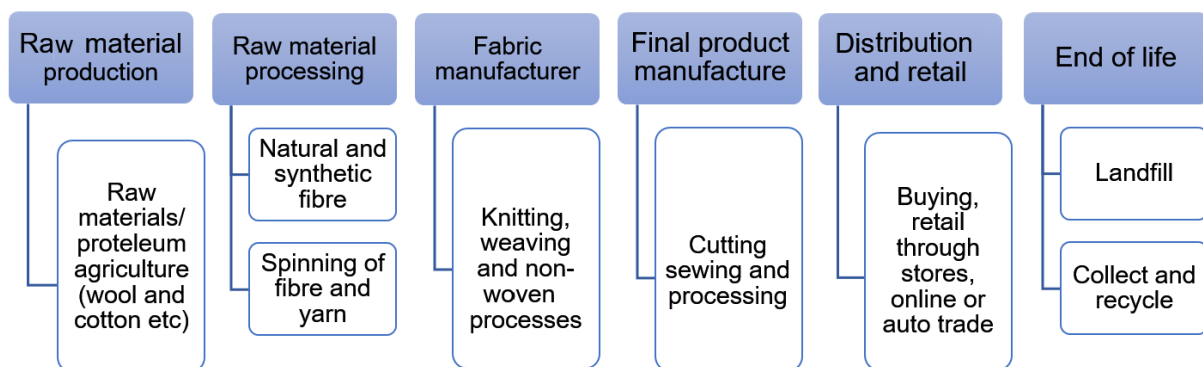 Raw material
production
Raw
materials/
proteleum
agriculture
(wool and
cotton etc)
Raw material
processing
Natural and
synthetic
fibre
Spinning of
fibre and
yarn
Fabric
manufacturer
Knitting,
weaving
and non-
woven
processes
Final product
manufacture
Cutting
sewing and
processing
Distribution
and retail
Buying,
retail
through
stores,
online or
auto trade
End of life
Landfill
Collect and
recycle